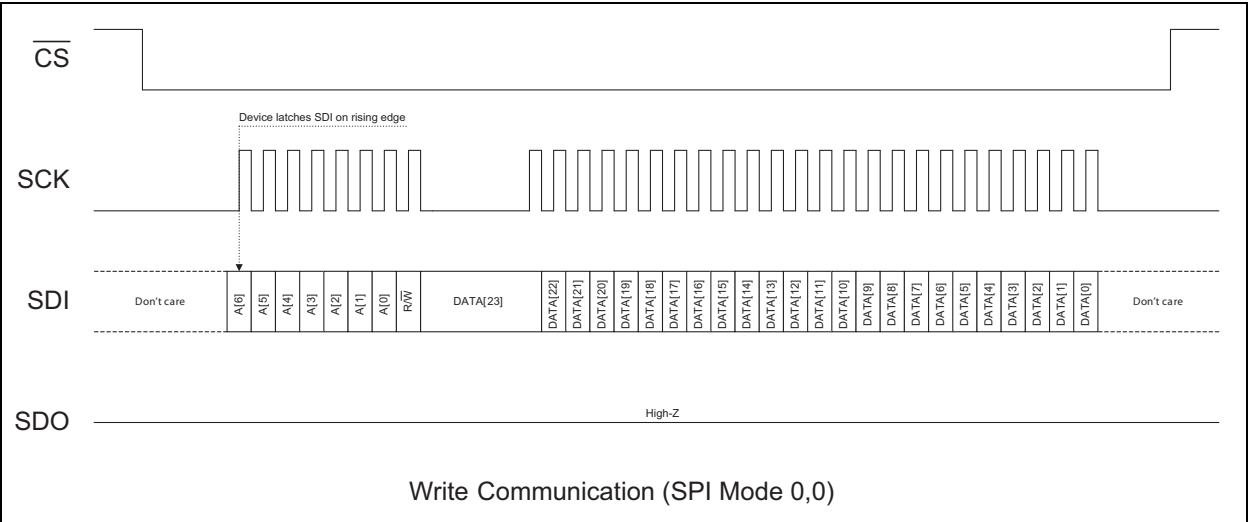 CS
Device latches SDI on rising edge
SCK
SDI
Don't care
A[6]
A[5]
A[4]
A[3]
A[2]
A[1]
A[0]
R/W
DATA[23]
DATA[22]
DATA[21]
DATA[20]
DATA[19]
DATA[18]
DATA[17]
DATA[16]
DATA[15]
DATA[14]
DATA[13]
DATA[12]
DATA[11]
DATA[10]
DATA[9]
DATA[8]
DATA[7]
DATA[6]
DATA[5]
DATA[4]
DATA[3]
DATA[2]
DATA[1]
DATA[0]
Don't care
SDO
High-Z
Write Communication (SPI Mode 0,0)